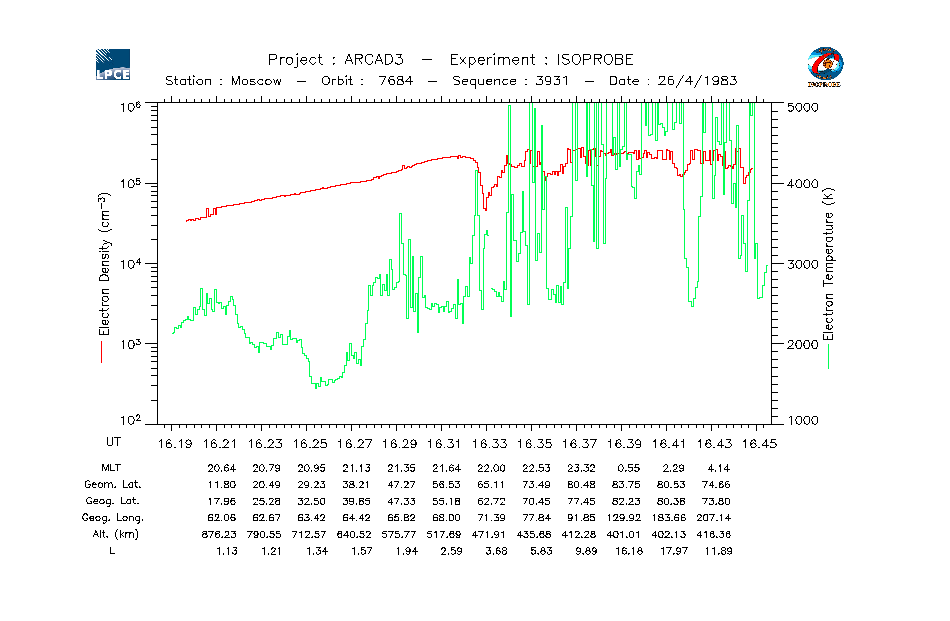 LPCE
Project : ARCAD3 — Experiment : ISOPROBE
ISOPROBE
Station : Moscow — Orbit : 7684 — Sequence : 3931 — Date : 26/4/1983
10^6 5000
10^5 4000
10^4 3000
10^3 2000
10^2 1000
Electron Density (cm^-3)
Electron Temperature (K)
UT 16.19 16.21 16.23 16.25 16.27 16.29 16.31 16.33 16.35 16.37 16.39 16.41 16.43 16.45
MLT 20.64 20.79 20.95 21.13 21.35 21.64 22.00 22.53 23.32 0.55 2.29 4.14
Geom. Lat. 11.80 20.49 29.23 38.21 47.27 56.53 65.11 73.49 80.48 83.75 80.53 74.66
Geog. Lat. 17.96 25.28 32.50 39.85 47.33 55.18 62.72 70.45 77.45 82.23 80.38 73.80
Geog. Long. 62.06 62.67 63.42 64.42 65.82 68.00 71.39 77.84 91.85 129.92 183.66 207.14
Alt. (km) 876.23 790.55 712.57 640.52 575.77 517.69 471.91 435.68 412.28 401.01 402.13 416.36
L 1.13 1.21 1.34 1.57 1.94 2.59 3.68 5.83 9.89 16.18 17.97 11.89